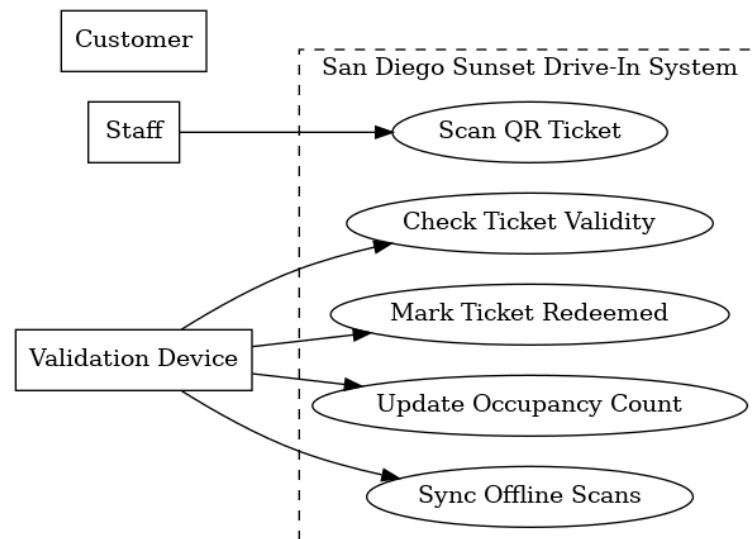 Customer
San Diego Sunset Drive-In System
Staff
Scan QR Ticket
Check Ticket Validity
Mark Ticket Redeemed
Validation Device
Update Occupancy Count
Sync Offline Scans